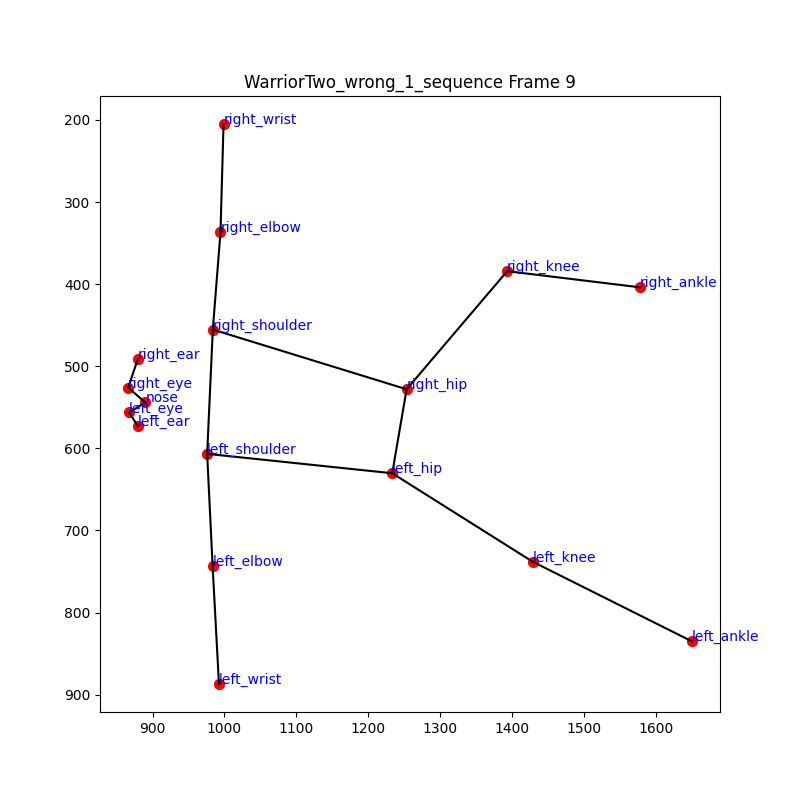 WarriorTwo_wrong_1_sequence Frame 9
200
right_wrist
right_elbow
300
right_knee
400
right_ankle
right_shoulder
right_ear
500
right_eye
right_hip
nose
left_eye
left_ear
600
left_shoulder
left_hip
700
left_knee
left_elbow
800
left_ankle
left_wrist
900
900 1000 1100 1200 1300 1400 1500 1600